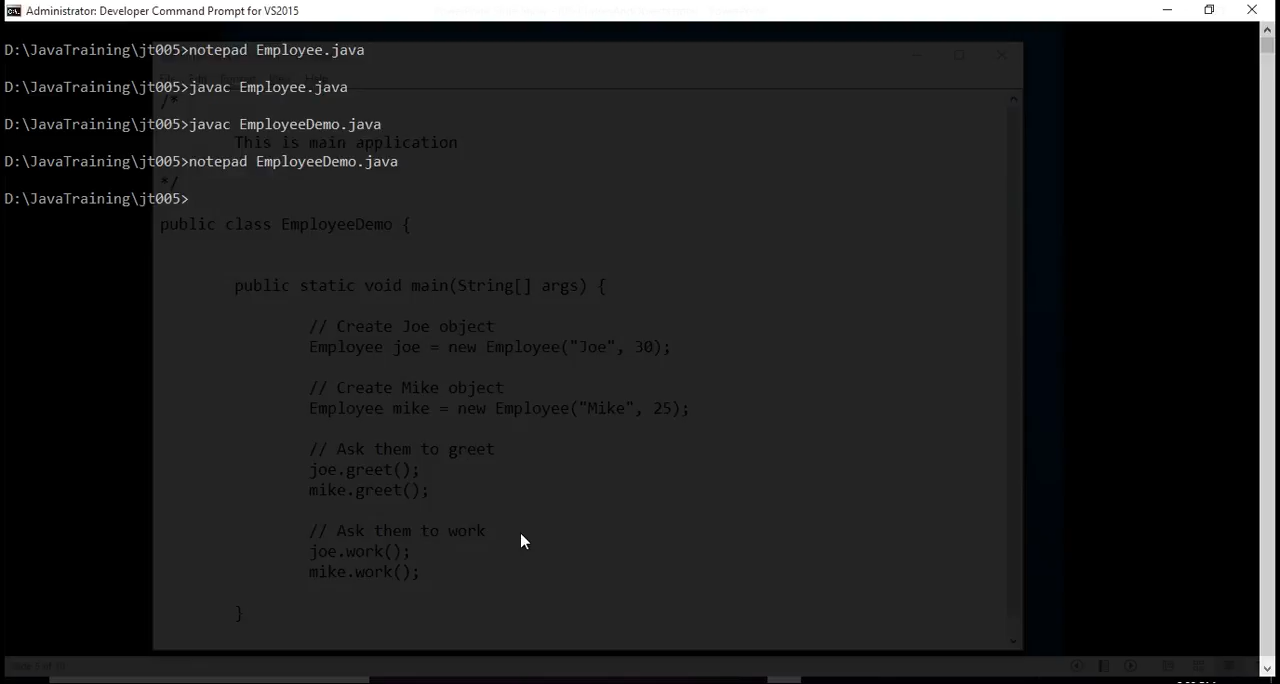 Administrator: Developer Command Prompt for VS2015
D:\JavaTraining\jt005>notepad Employee.java
D:\JavaTraining\jt005>javac Employee.java
/*
D:\JavaTraining\jt005>javac EmployeeDemo.java
This is main application
D:\JavaTraining\jt005>notepad EmployeeDemo.java
*/
D:\JavaTraining\jt005>
public class EmployeeDemo {
public static void main(String[] args) {
// Create Joe object
Employee joe = new Employee("Joe", 30);
// Create Mike object
Employee mike = new Employee("Mike", 25);
// Ask them to greet
joe.greet();
mike.greet();
// Ask them to work
joe.work();
mike.work();
}